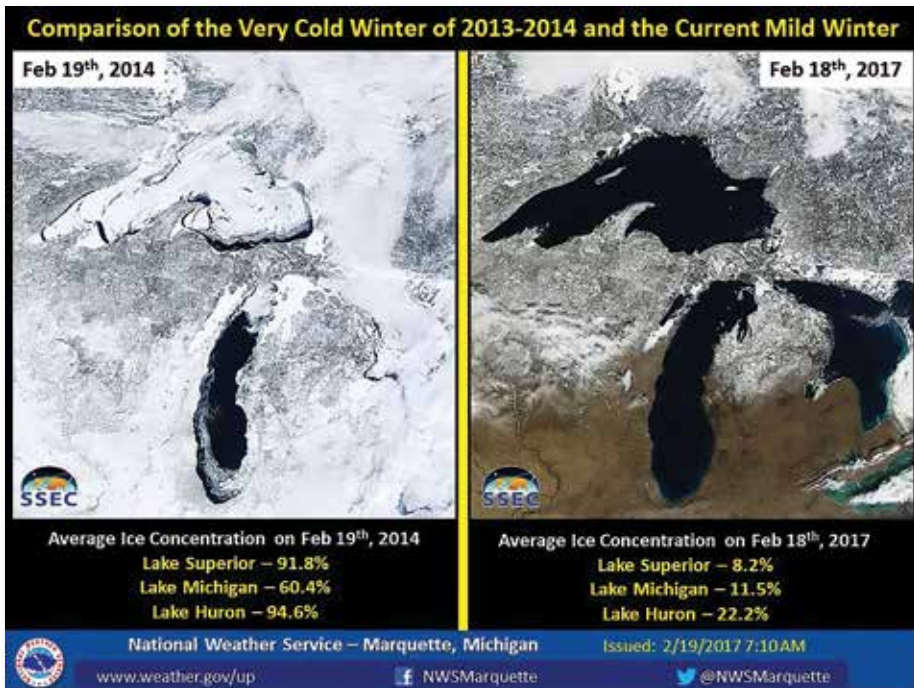 Comparison of the Very Cold Winter of 2013-2014 and the Current Mild Winter
Feb 19th, 2014
Feb 18th, 2017
SSEC
SSEC
Average Ice Concentration on Feb 19th, 2014
Lake Superior – 91.8%
Lake Michigan – 60.4%
Lake Huron – 94.6%
Average Ice Concentration on Feb 18th, 2017
Lake Superior – 8.2%
Lake Michigan – 11.5%
Lake Huron – 22.2%
National Weather Service – Marquette, Michigan
Issued: 2/19/2017 7:10 AM
www.weather.gov/up
NWSMarquette
@NWSMarquette